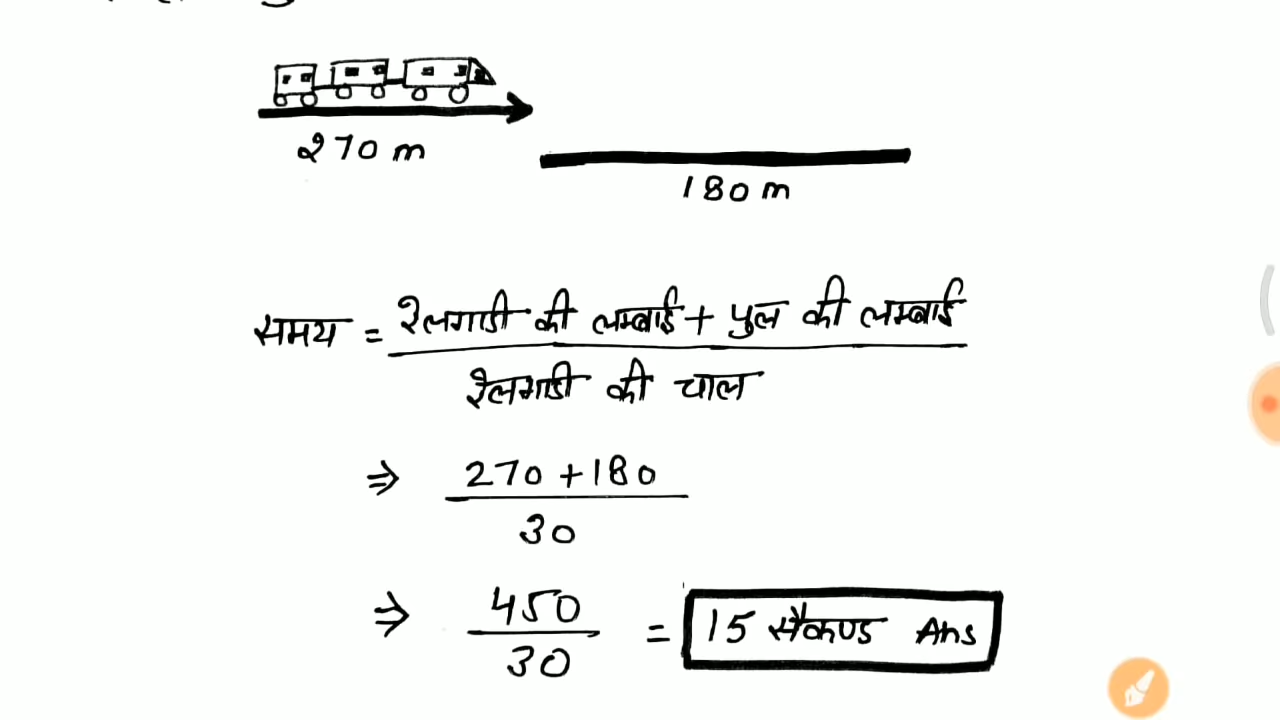 270 m
180 m
समय = रेलगाडी की लम्बाई + पुल की लम्बाई
रेलगाडी की चाल
⇒ 270 + 180
30
⇒ 450
30
= 15 सैकण्ड Ans